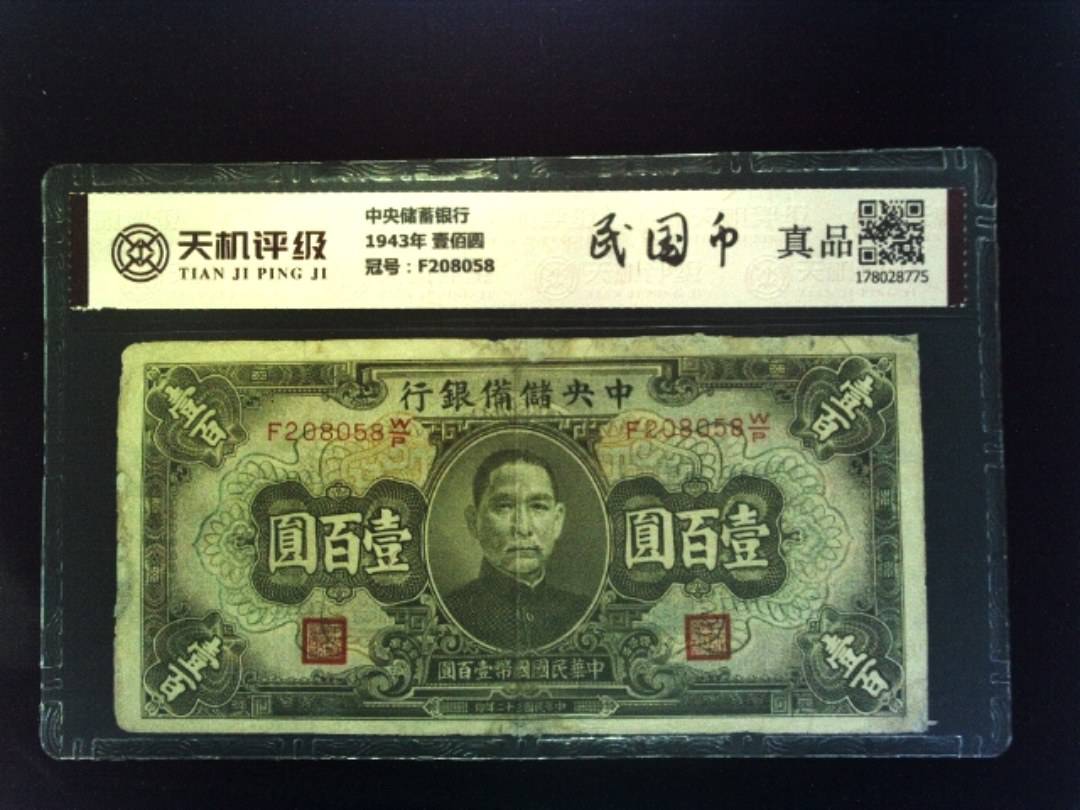 天机评级
TIAN JI PING JI
中央储蓄银行
1943年 壹佰圆
冠号：F208058
民国币
真品
178028775
行銀備儲央中
壹百
壹百
F208058 W/P
F208058 W/P
圓百壹
圓百壹
圓百壹幣國國民華中
壹百
壹百